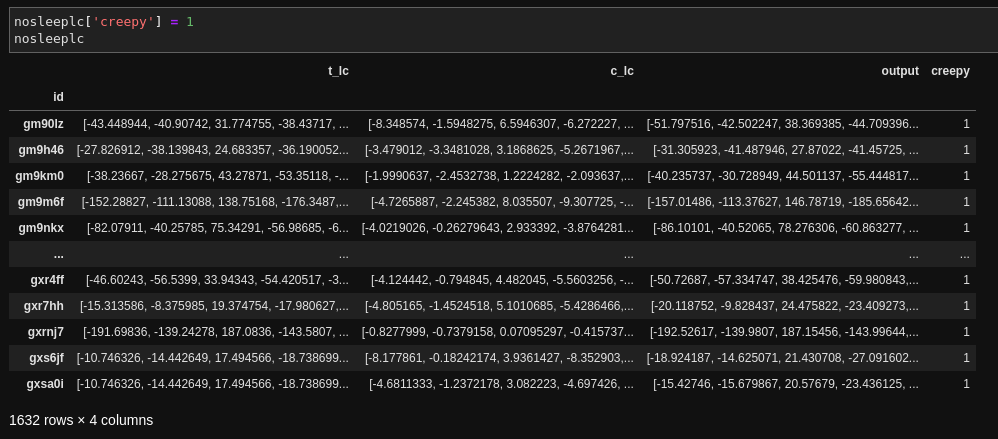 nosleeplc['creepy'] = 1
nosleeplc
t_lc c_lc output creepy
id
gm90lz [-43.448944, -40.90742, 31.774755, -38.43717, ... [-8.348574, -1.5948275, 6.5946307, -6.272227, ... [-51.797516, -42.502247, 38.369385, -44.709396... 1
gm9h46 [-27.826912, -38.139843, 24.683357, -36.190052... [-3.479012, -3.3481028, 3.1868625, -5.2671967,... [-31.305923, -41.487946, 27.87022, -41.45725, ... 1
gm9km0 [-38.23667, -28.275675, 43.27871, -53.35118, -... [-1.9990637, -2.4532738, 1.2224282, -2.093637,... [-40.235737, -30.728949, 44.501137, -55.444817... 1
gm9m6f [-152.28827, -111.13088, 138.75168, -176.3487,... [-4.7265887, -2.245382, 8.035507, -9.307725, -... [-157.01486, -113.37627, 146.78719, -185.65642... 1
gm9nkx [-82.07911, -40.25785, 75.34291, -56.98685, -6... [-4.0219026, -0.26279643, 2.933392, -3.8764281... [-86.10101, -40.52065, 78.276306, -60.863277, ... 1
... ... ... ... ...
gxr4ff [-46.60243, -56.5399, 33.94343, -54.420517, -3... [-4.124442, -0.794845, 4.482045, -5.5603256, -... [-50.72687, -57.334747, 38.425476, -59.980843,... 1
gxr7hh [-15.313586, -8.375985, 19.374754, -17.980627,... [-4.805165, -1.4524518, 5.1010685, -5.4286466,... [-20.118752, -9.828437, 24.475822, -23.409273,... 1
gxrnj7 [-191.69836, -139.24278, 187.0836, -143.5807, ... [-0.8277999, -0.7379158, 0.07095297, -0.415737... [-192.52617, -139.9807, 187.15456, -143.99644,... 1
gxs6jf [-10.746326, -14.442649, 17.494566, -18.738699... [-8.177861, -0.18242174, 3.9361427, -8.352903,... [-18.924187, -14.625071, 21.430708, -27.091602... 1
gxsa0i [-10.746326, -14.442649, 17.494566, -18.738699... [-4.6811333, -1.2372178, 3.082223, -4.697426, ... [-15.42746, -15.679867, 20.57679, -23.436125, ... 1
1632 rows × 4 columns